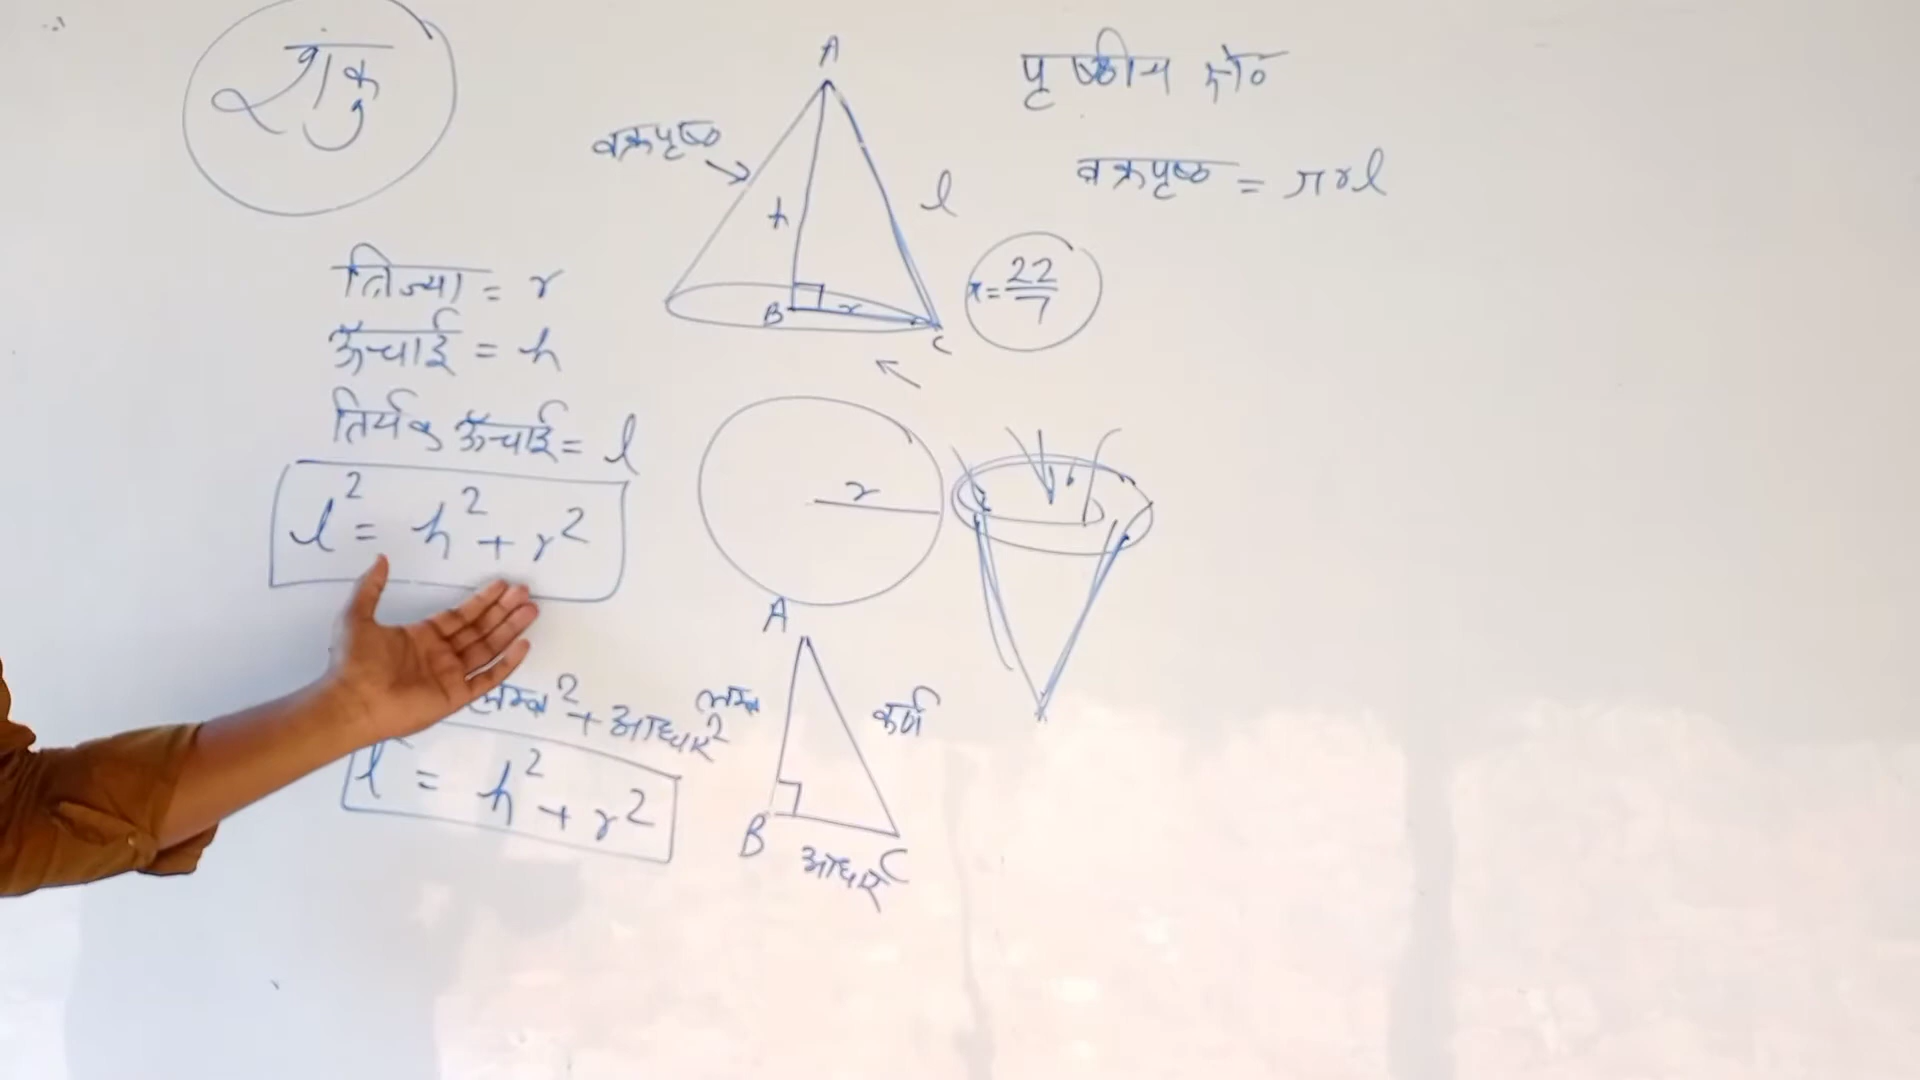 शंकु
त्रिज्या = r
ऊँचाई = h
तिर्यक ऊँचाई = l
l² = h² + r²
लम्ब² + आधार²
l = h² + r²
A
वक्रपृष्ठ
h
l
B
r
C
π = 22/7
r
A
लम्ब
कर्ण
B
C
आधार
पृष्ठीय क्षे०
वक्रपृष्ठ = πrl